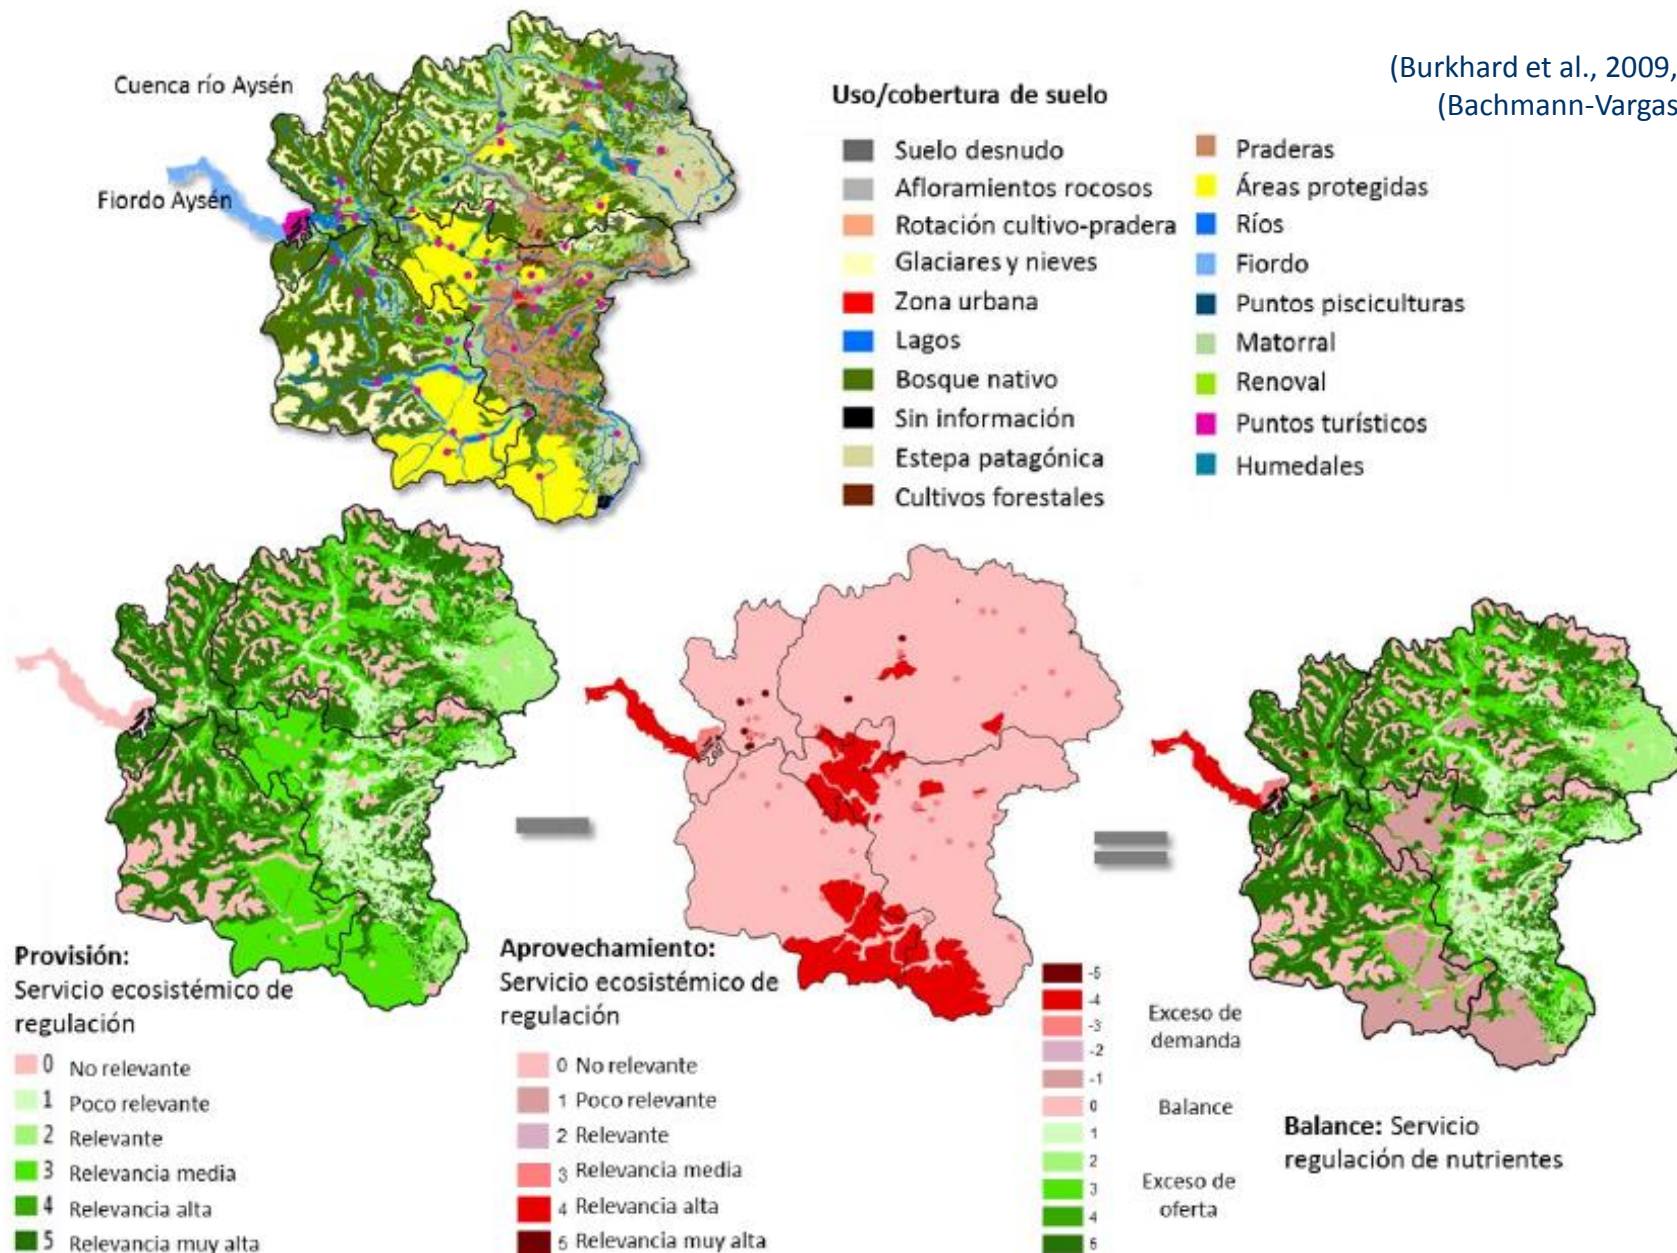 (Burkhard et al., 2009,
(Bachmann-Vargas
Cuenca río Aysén
Fiordo Aysén
Uso/cobertura de suelo
Suelo desnudo
Afloramientos rocosos
Rotación cultivo-pradera
Glaciares y nieves
Zona urbana
Lagos
Bosque nativo
Sin información
Estepa patagónica
Cultivos forestales
Praderas
Áreas protegidas
Ríos
Fiordo
Puntos pisciculturas
Matorral
Renoval
Puntos turísticos
Humedales
Provisión:
Servicio ecosistémico de
regulación
0 No relevante
1 Poco relevante
2 Relevante
3 Relevancia media
4 Relevancia alta
5 Relevancia muy alta
Aprovechamiento:
Servicio ecosistémico de
regulación
0 No relevante
1 Poco relevante
2 Relevante
3 Relevancia media
4 Relevancia alta
5 Relevancia muy alta
-5
-4
-3
-2
-1
0
1
2
3
4
5
Exceso de
demanda
Balance
Exceso de
oferta
Balance: Servicio
regulación de nutrientes